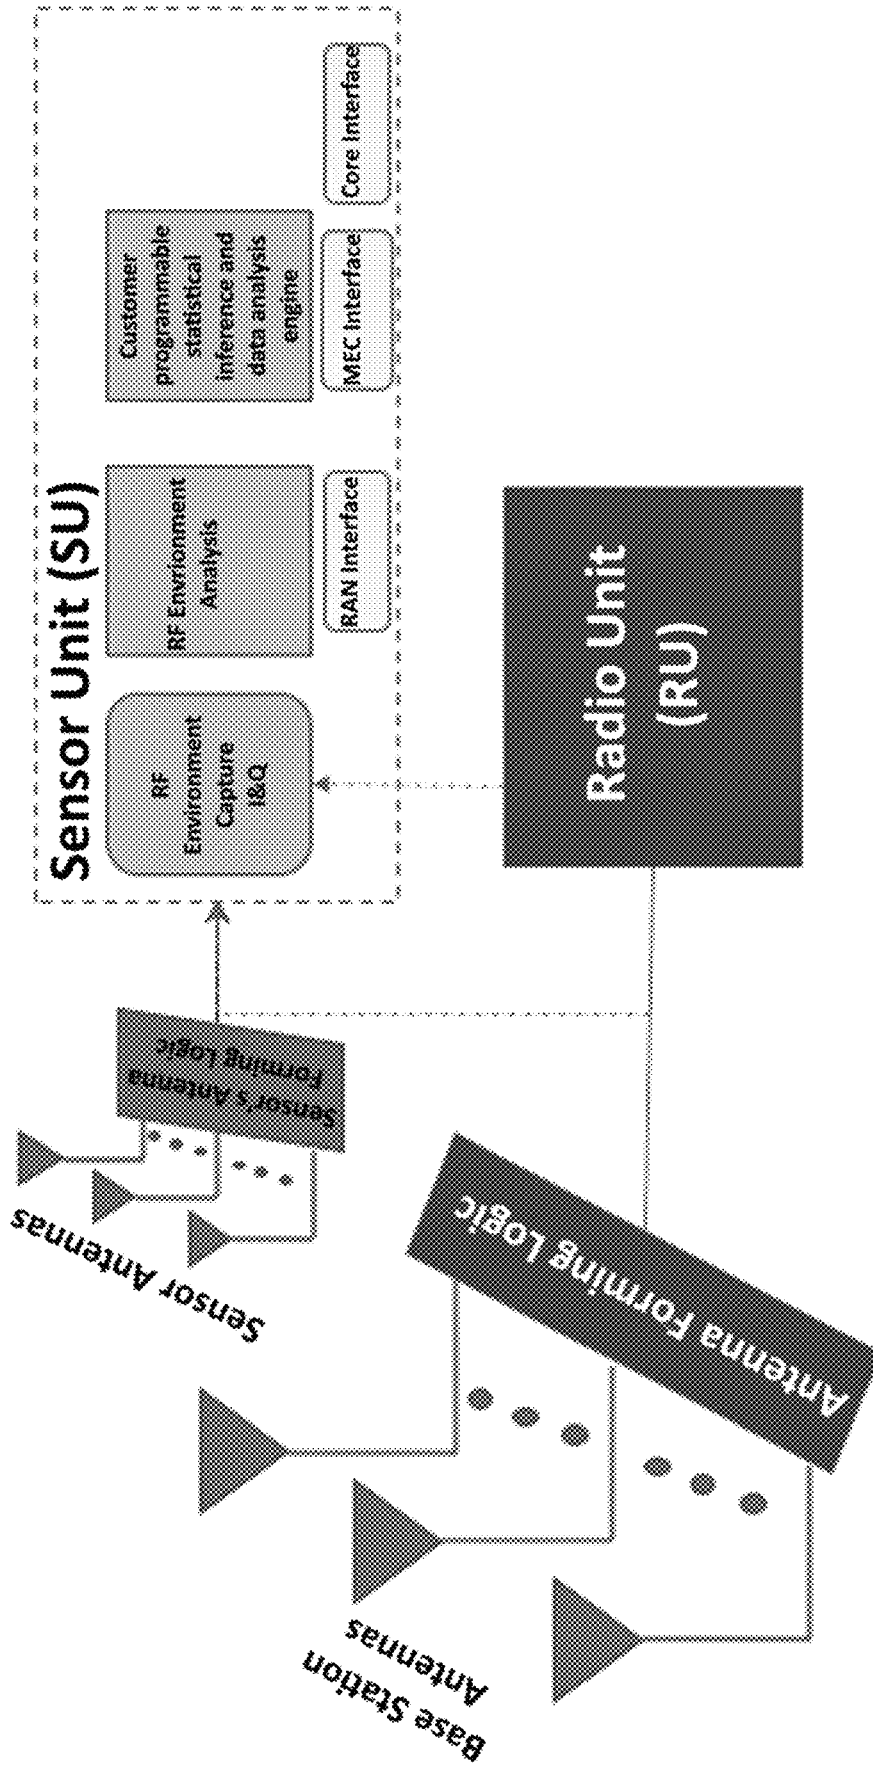 Sensor Unit (SU)
RF
Environment
Capture
I&Q
RF Envrionment
Analysis
Customer
programmable
statistical
inference and
data analysis
engine
RAN Interface
MEC Interface
Core Interface
Sensor Antennas
Sensor's Antenna
Forming Logic
Base Station
Antennas
Antenna Forming Logic
Radio Unit
(RU)